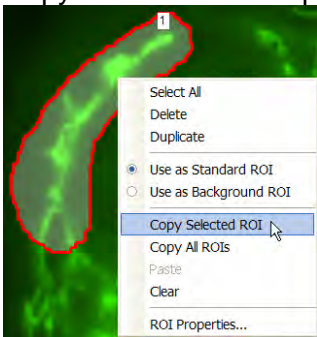 1
Select All
Delete
Duplicate
Use as Standard ROI
Use as Background ROI
Copy Selected ROI
Copy All ROIs
Paste
Clear
ROI Properties...